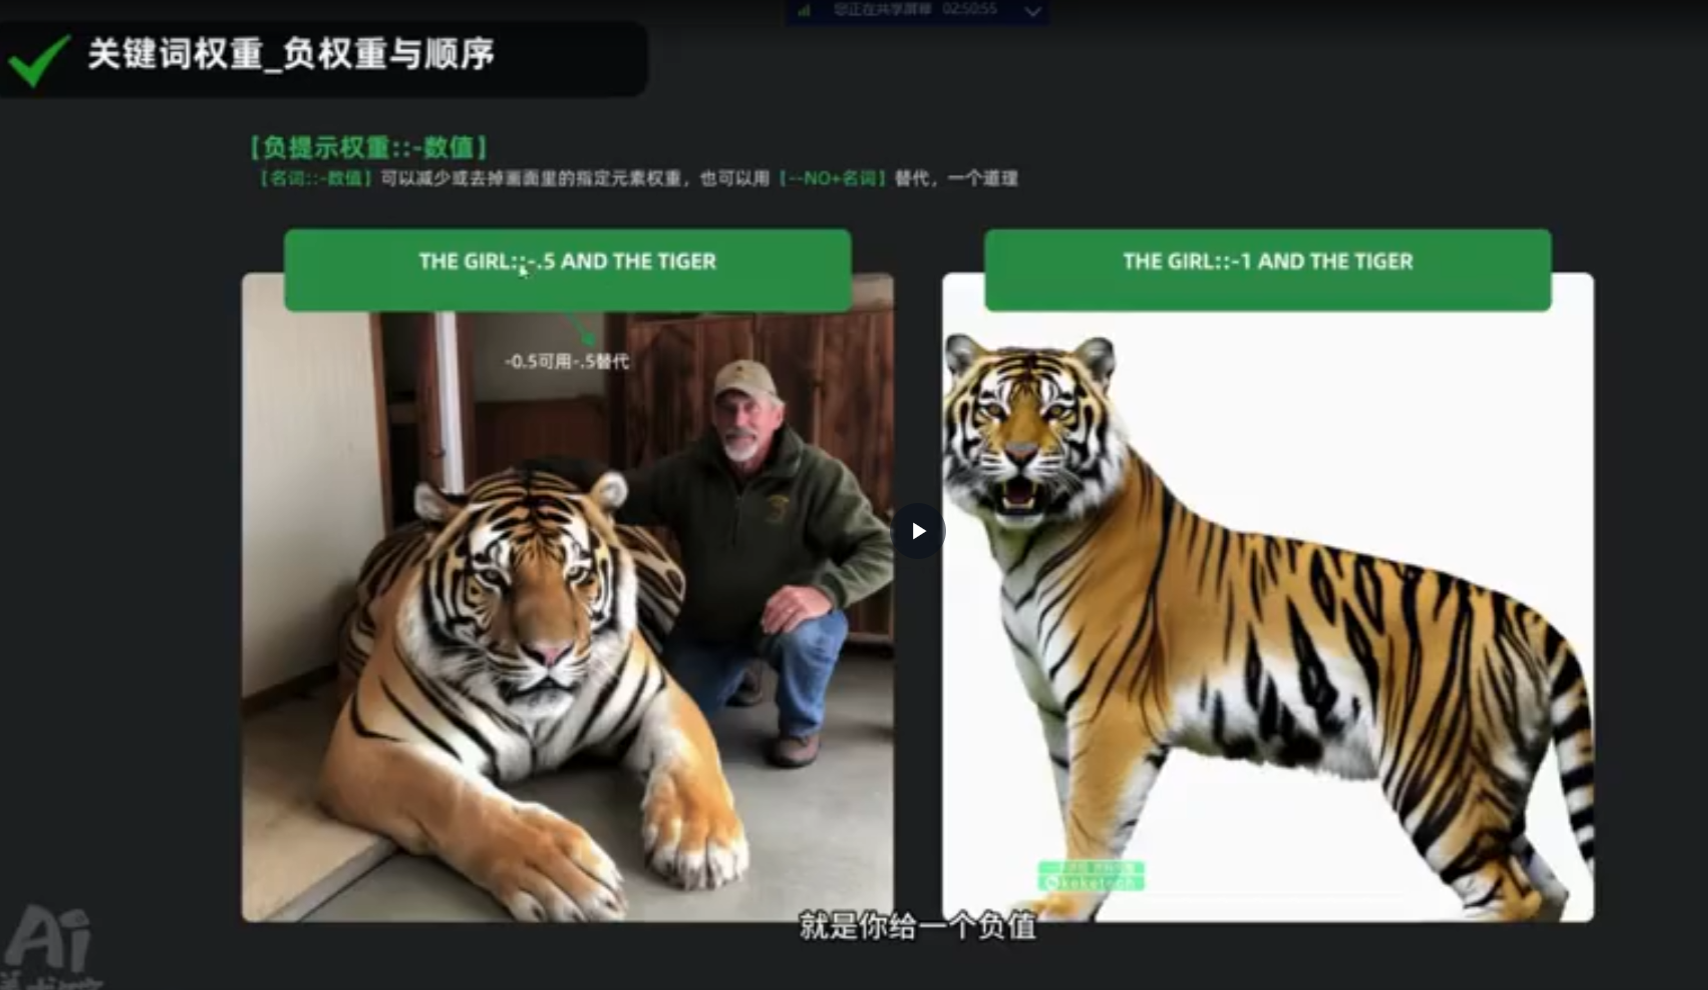 您正在共享屏幕 02:50:55
关键词权重_负权重与顺序
【负提示权重::-数值】
【名词::-数值】可以减少或去掉画面里的指定元素权重，也可以用【--NO+名词】替代，一个道理
THE GIRL::-.5 AND THE TIGER
THE GIRL::-1 AND THE TIGER
-0.5可用-.5替代
就是你给一个负值
Ai